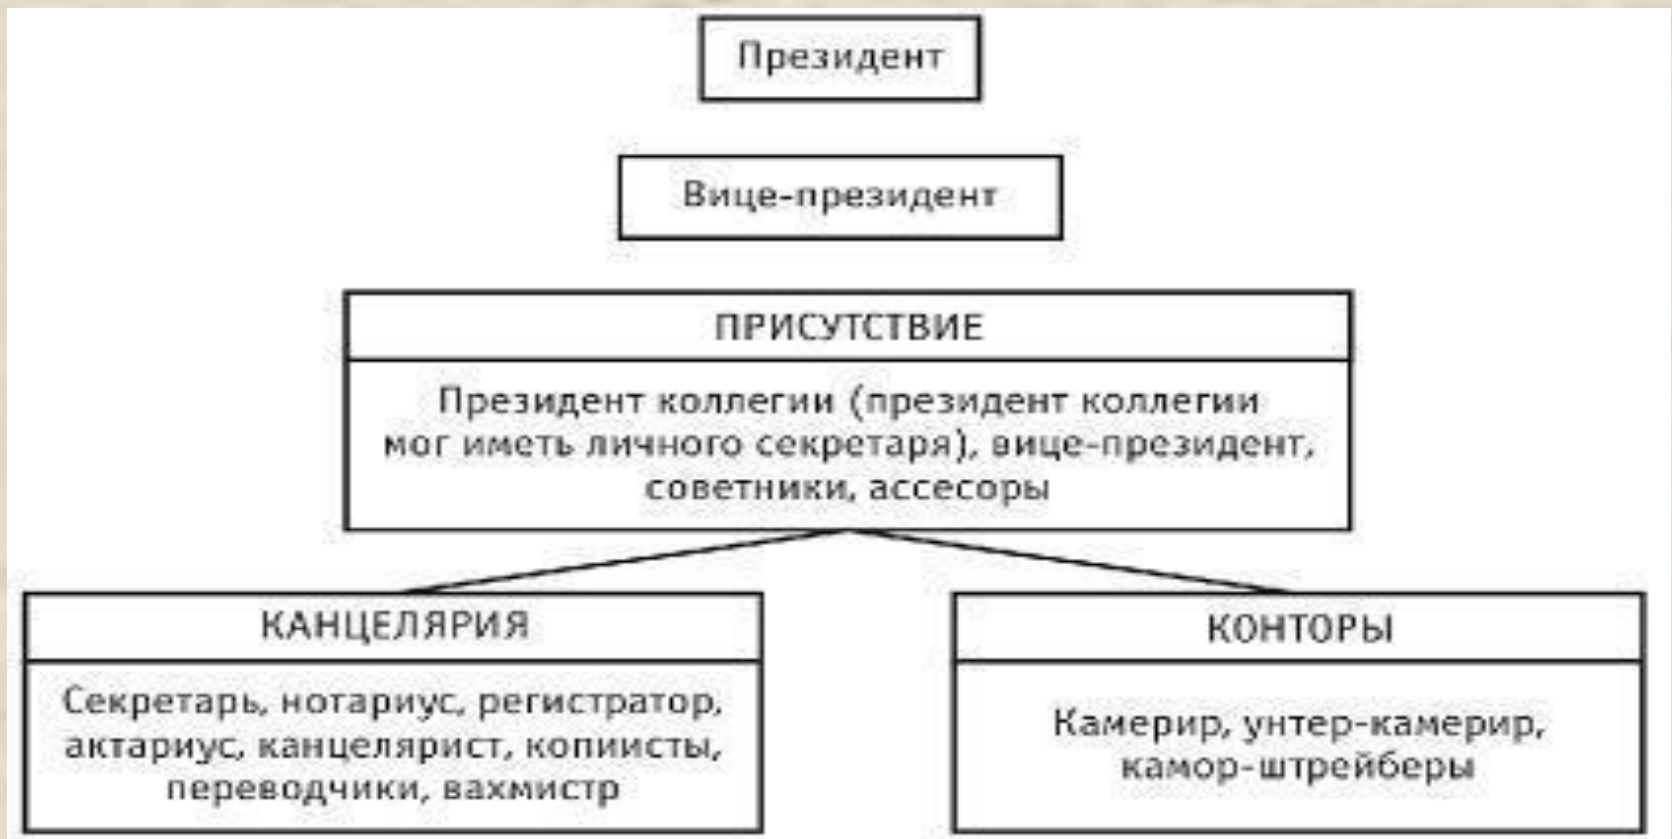 Президент
Вице-президент
ПРИСУТСТВИЕ
Президент коллегии (президент коллегии
мог иметь личного секретаря), вице-президент,
советники, ассесоры
КАНЦЕЛЯРИЯ
Секретарь, нотариус, регистратор,
актариус, канцелярист, копиисты,
переводчики, вахмистр
КОНТОРЫ
Камерир, унтер-камерир,
камор-штрейберы